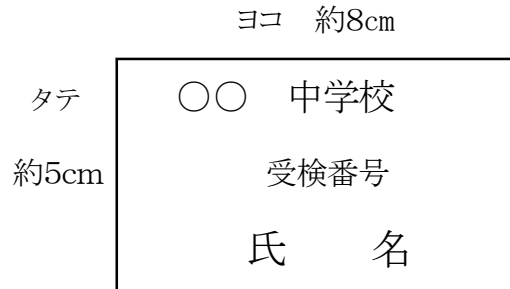 ヨコ　約8cm
タテ
約5cm
○○　中学校
受検番号
氏　　名